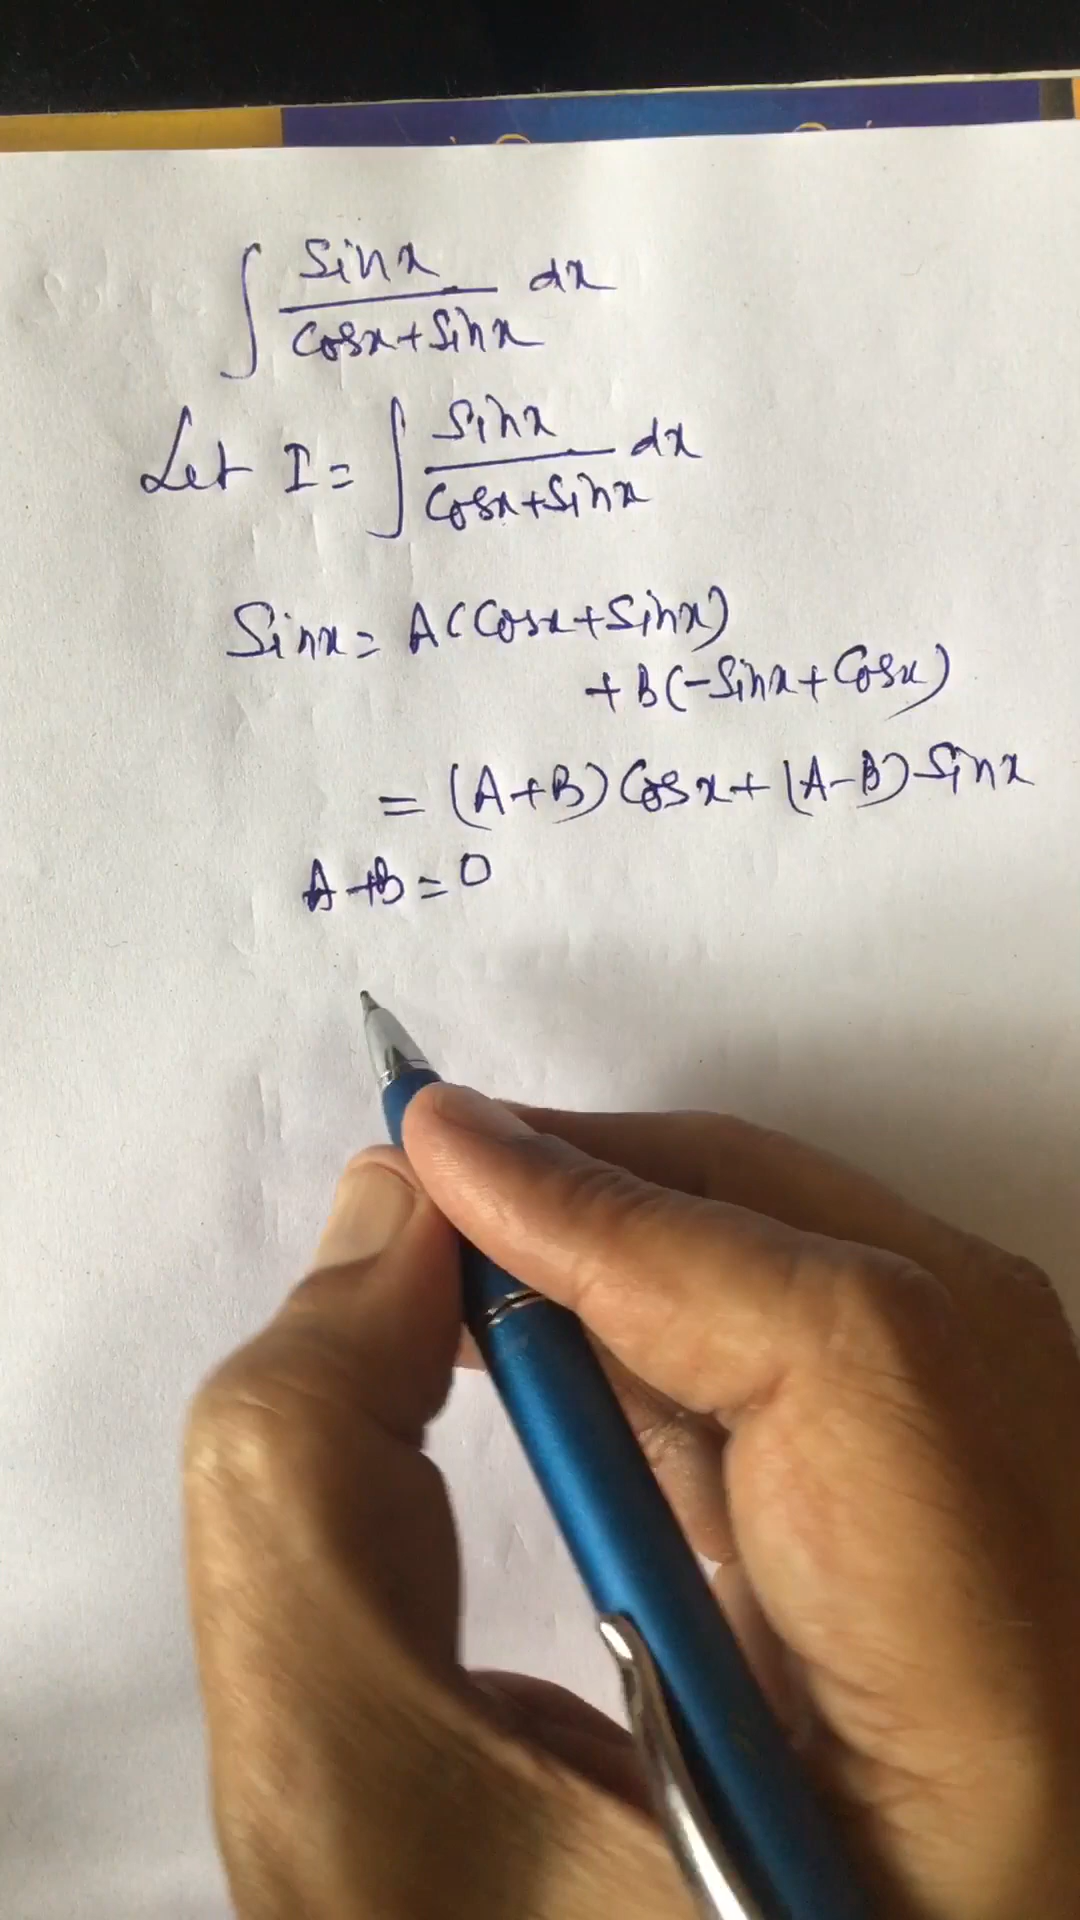 ∫ Sinx / Cosx+Sinx dx
Let I = ∫ Sinx / Cosx+Sinx dx
Sinx = A(Cosx+Sinx)
+ B(-Sinx+Cosx)
= (A+B) Cosx + (A-B) Sinx
A+B=0